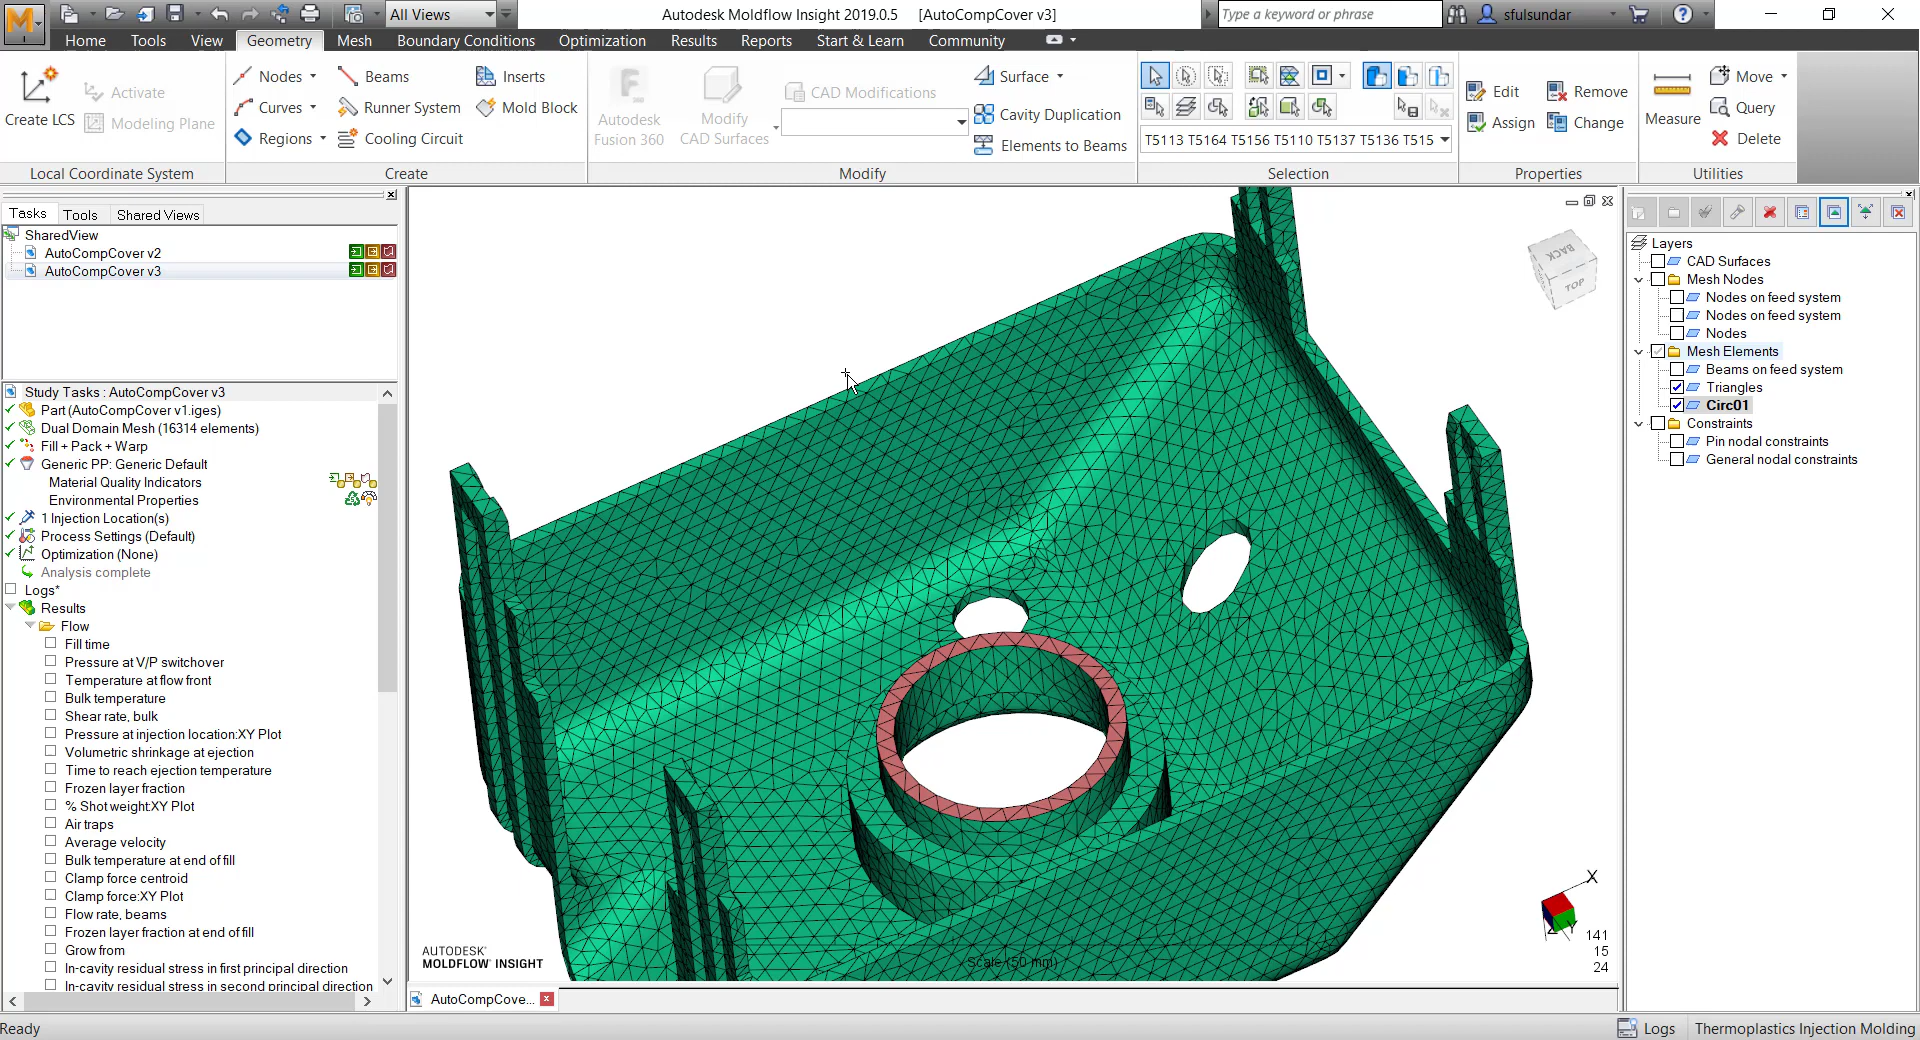 All Views
Autodesk Moldflow Insight 2019.0.5 [AutoCompCover v3]
Type a keyword or phrase
sfulsundar
Home Tools View Geometry Mesh Boundary Conditions Optimization Results Reports Start & Learn Community
Create LCS
Activate
Modeling Plane
Local Coordinate System
Nodes
Curves
Regions
Beams
Runner System
Cooling Circuit
Inserts
Mold Block
Create
Autodesk
Fusion 360
Modify
CAD Surfaces
CAD Modifications
Surface
Cavity Duplication
Elements to Beams
Modify
T5113 T5164 T5156 T5110 T5137 T5136 T515
Selection
Edit
Assign
Remove
Change
Properties
Measure
Move
Query
Delete
Utilities
Tasks Tools Shared Views
SharedView
AutoCompCover v2
AutoCompCover v3
Study Tasks : AutoCompCover v3
Part (AutoCompCover v1.iges)
Dual Domain Mesh (16314 elements)
Fill + Pack + Warp
Generic PP: Generic Default
Material Quality Indicators
Environmental Properties
1 Injection Location(s)
Process Settings (Default)
Optimization (None)
Analysis complete
Logs*
Results
Flow
Fill time
Pressure at V/P switchover
Temperature at flow front
Bulk temperature
Shear rate, bulk
Pressure at injection location:XY Plot
Volumetric shrinkage at ejection
Time to reach ejection temperature
Frozen layer fraction
% Shot weight:XY Plot
Air traps
Average velocity
Bulk temperature at end of fill
Clamp force centroid
Clamp force:XY Plot
Flow rate, beams
Frozen layer fraction at end of fill
Grow from
In-cavity residual stress in first principal direction
In-cavity residual stress in second principal direction
BACK
TOP
X
Z Y
141
15
24
AUTODESK
MOLDFLOW INSIGHT
Scale (50 mm)
AutoCompCove...
Layers
CAD Surfaces
Mesh Nodes
Nodes on feed system
Nodes on feed system
Nodes
Mesh Elements
Beams on feed system
Triangles
Circ01
Constraints
Pin nodal constraints
General nodal constraints
Ready
Logs
Thermoplastics Injection Molding